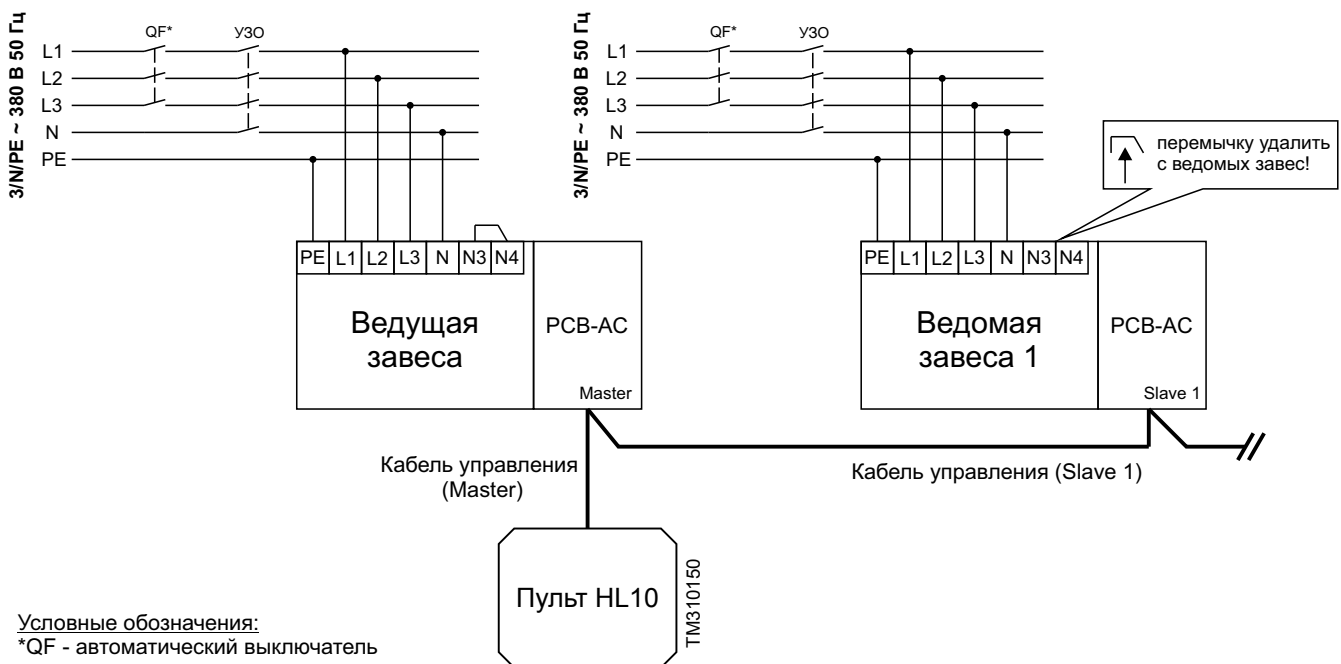 3/N/PE ~ 380 В 50 Гц
QF*
УЗО
L1
L2
L3
N
PE
3/N/PE ~ 380 В 50 Гц
QF*
УЗО
L1
L2
L3
N
PE
перемычку удалить
с ведомых завес!
PE L1 L2 L3 N N3 N4
Ведущая
завеса
PCB-AC
Master
PE L1 L2 L3 N N3 N4
Ведомая
завеса 1
PCB-AC
Slave 1
Кабель управления
(Master)
Кабель управления (Slave 1)
Пульт HL10
TM310150
Условные обозначения:
*QF - автоматический выключатель